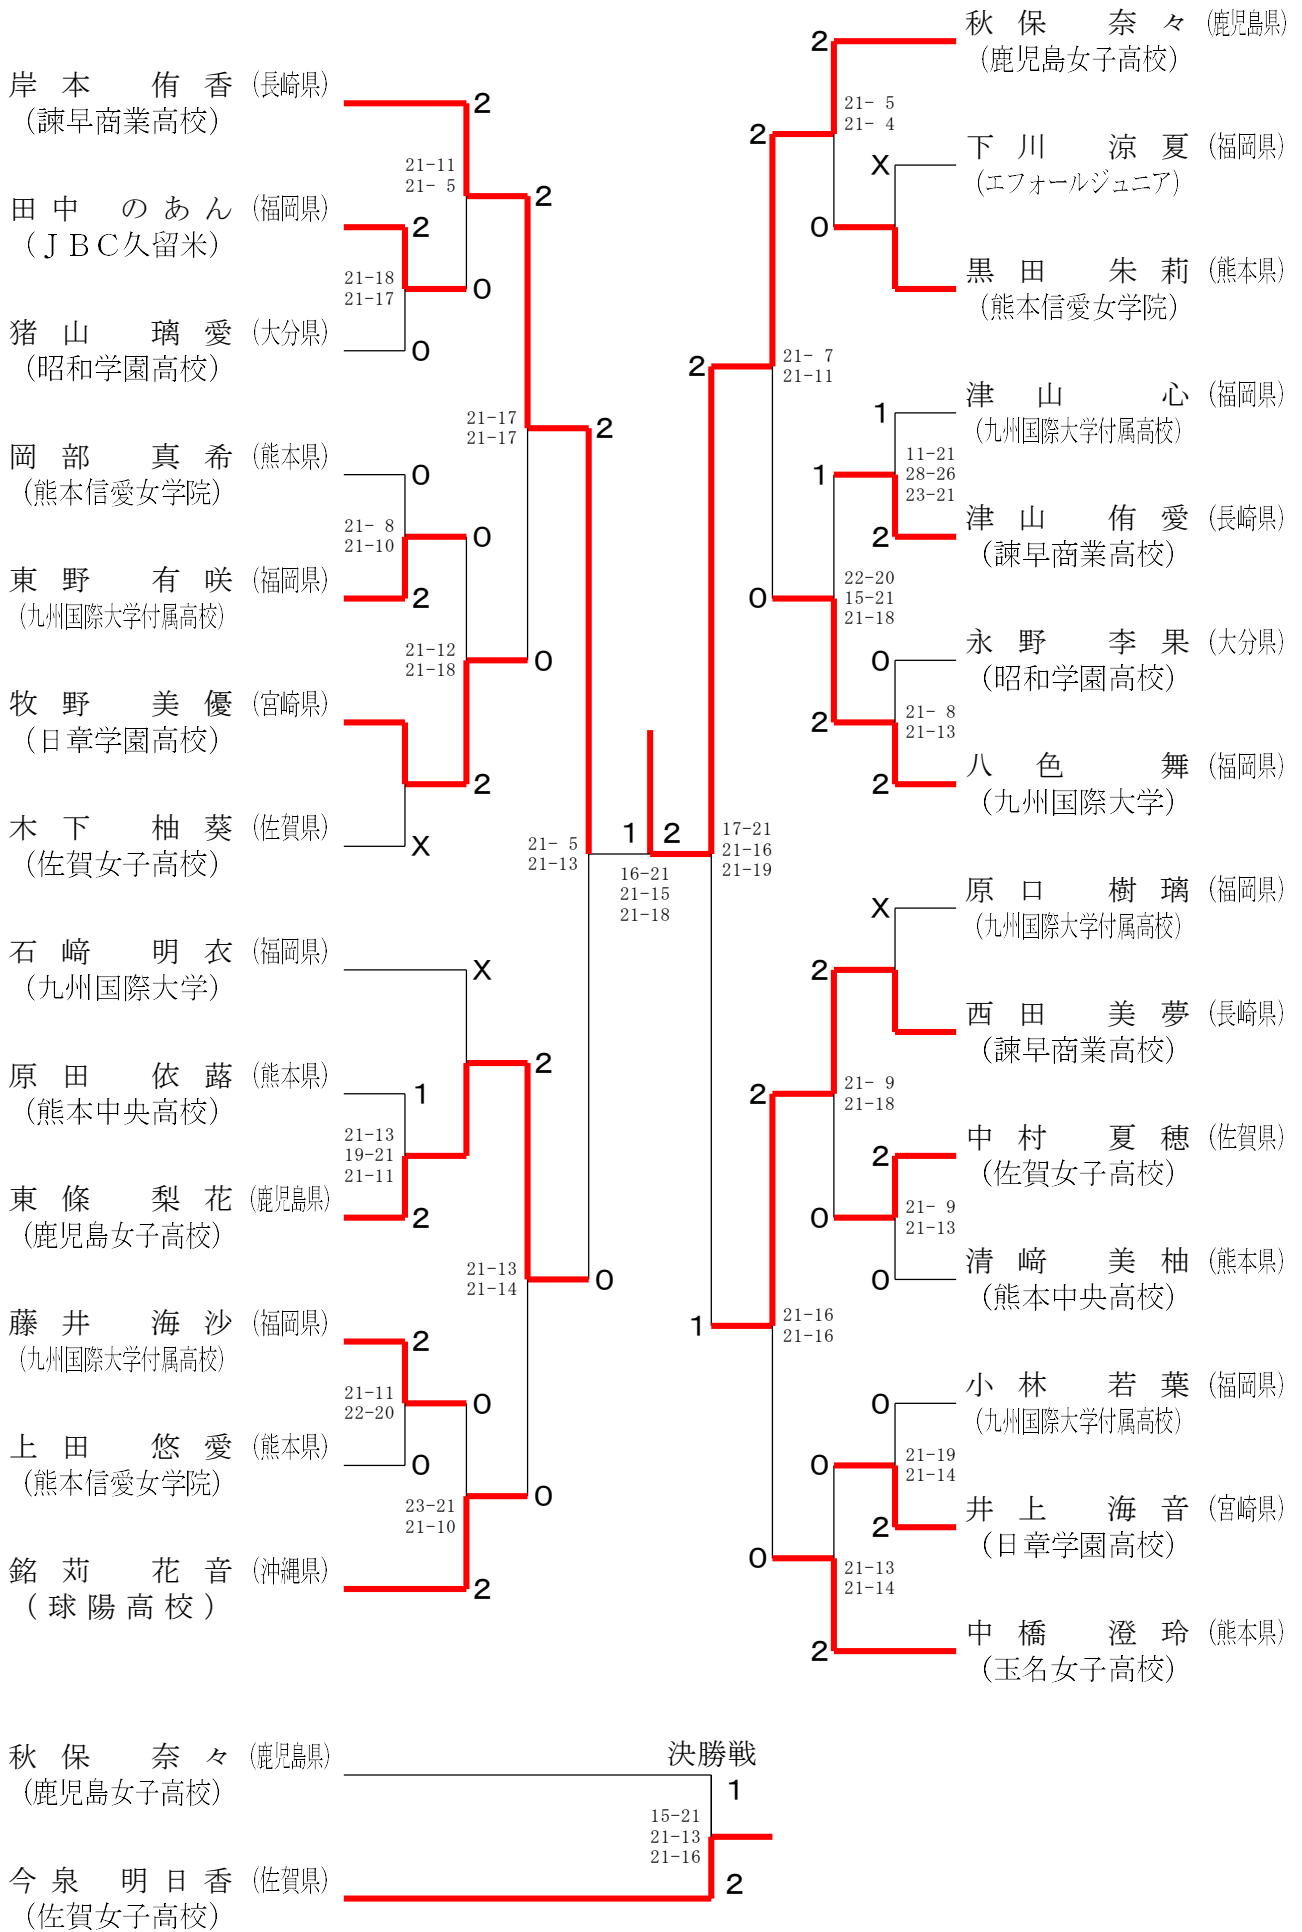 岸本 侑香 (長崎県)
(諫早商業高校)
2
21-11
21- 5
2
田中 のあん (福岡県)
(ＪＢＣ久留米)
2
21-18
21-17
0
猪山 璃愛 (大分県)
(昭和学園高校)
0
21-17
21-17
2
岡部 真希 (熊本県)
(熊本信愛女学院)
0
21- 8
21-10
0
東野 有咲 (福岡県)
(九州国際大学付属高校)
2
21-12
21-18
0
牧野 美優 (宮崎県)
(日章学園高校)
2
木下 柚葵 (佐賀県)
(佐賀女子高校)
X
21- 5
21-13
1
2
16-21
21-15
21-18
石﨑 明衣 (福岡県)
(九州国際大学)
X
2
原田 依蕗 (熊本県)
(熊本中央高校)
1
21-13
19-21
21-11
東條 梨花 (鹿児島県)
(鹿児島女子高校)
2
21-13
21-14
0
藤井 海沙 (福岡県)
(九州国際大学付属高校)
2
21-11
22-20
0
上田 悠愛 (熊本県)
(熊本信愛女学院)
0
23-21
21-10
0
銘苅 花音 (沖縄県)
(球陽高校)
2
秋保 奈々 (鹿児島県)
(鹿児島女子高校)
2
21- 5
21- 4
2
下川 涼夏 (福岡県)
(エフォールジュニア)
X
0
黒田 朱莉 (熊本県)
(熊本信愛女学院)
2
21- 7
21-11
津山 心 (福岡県)
(九州国際大学付属高校)
1
11-21
28-26
23-21
1
津山 侑愛 (長崎県)
(諫早商業高校)
2
22-20
15-21
21-18
0
永野 李果 (大分県)
(昭和学園高校)
0
21- 8
21-13
2
八色 舞 (福岡県)
(九州国際大学)
2
17-21
21-16
21-19
原口 樹璃 (福岡県)
(九州国際大学付属高校)
X
2
西田 美夢 (長崎県)
(諫早商業高校)
21- 9
21-18
2
中村 夏穂 (佐賀県)
(佐賀女子高校)
2
21- 9
21-13
0
清﨑 美柚 (熊本県)
(熊本中央高校)
0
1
21-16
21-16
小林 若葉 (福岡県)
(九州国際大学付属高校)
0
21-19
21-14
0
井上 海音 (宮崎県)
(日章学園高校)
2
0
21-13
21-14
中橋 澄玲 (熊本県)
(玉名女子高校)
2
決勝戦
秋保 奈々 (鹿児島県)
(鹿児島女子高校)
1
15-21
21-13
21-16
今泉 明日香 (佐賀県)
(佐賀女子高校)
2